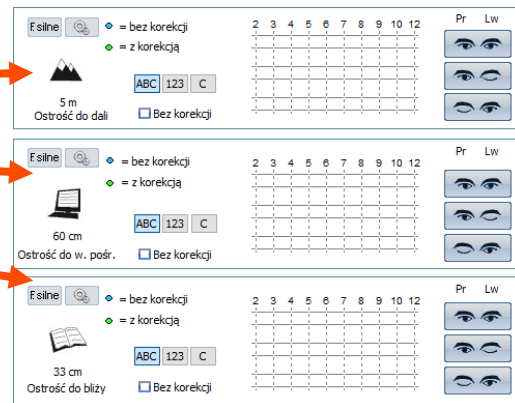 F.silne = bez korekcji 2 3 4 5 6 7 8 9 10 12 Pr Lw
= z korekcją
ABC 123 C
5 m
Ostrość do dali Bez korekcji
F.silne = bez korekcji 2 3 4 5 6 7 8 9 10 12 Pr Lw
= z korekcją
ABC 123 C
60 cm
Ostrość do w. pośr. Bez korekcji
F.silne = bez korekcji 2 3 4 5 6 7 8 9 10 12 Pr Lw
= z korekcją
ABC 123 C
33 cm
Ostrość do bliży Bez korekcji